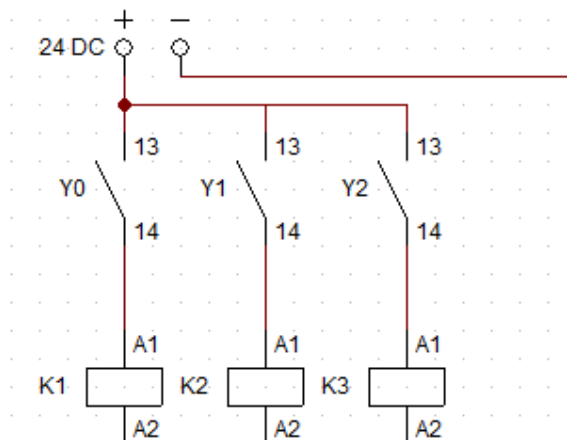 + −
24 DC
13 13 13
Y0 Y1 Y2
14 14 14
A1 A1 A1
K1 K2 K3
A2 A2 A2